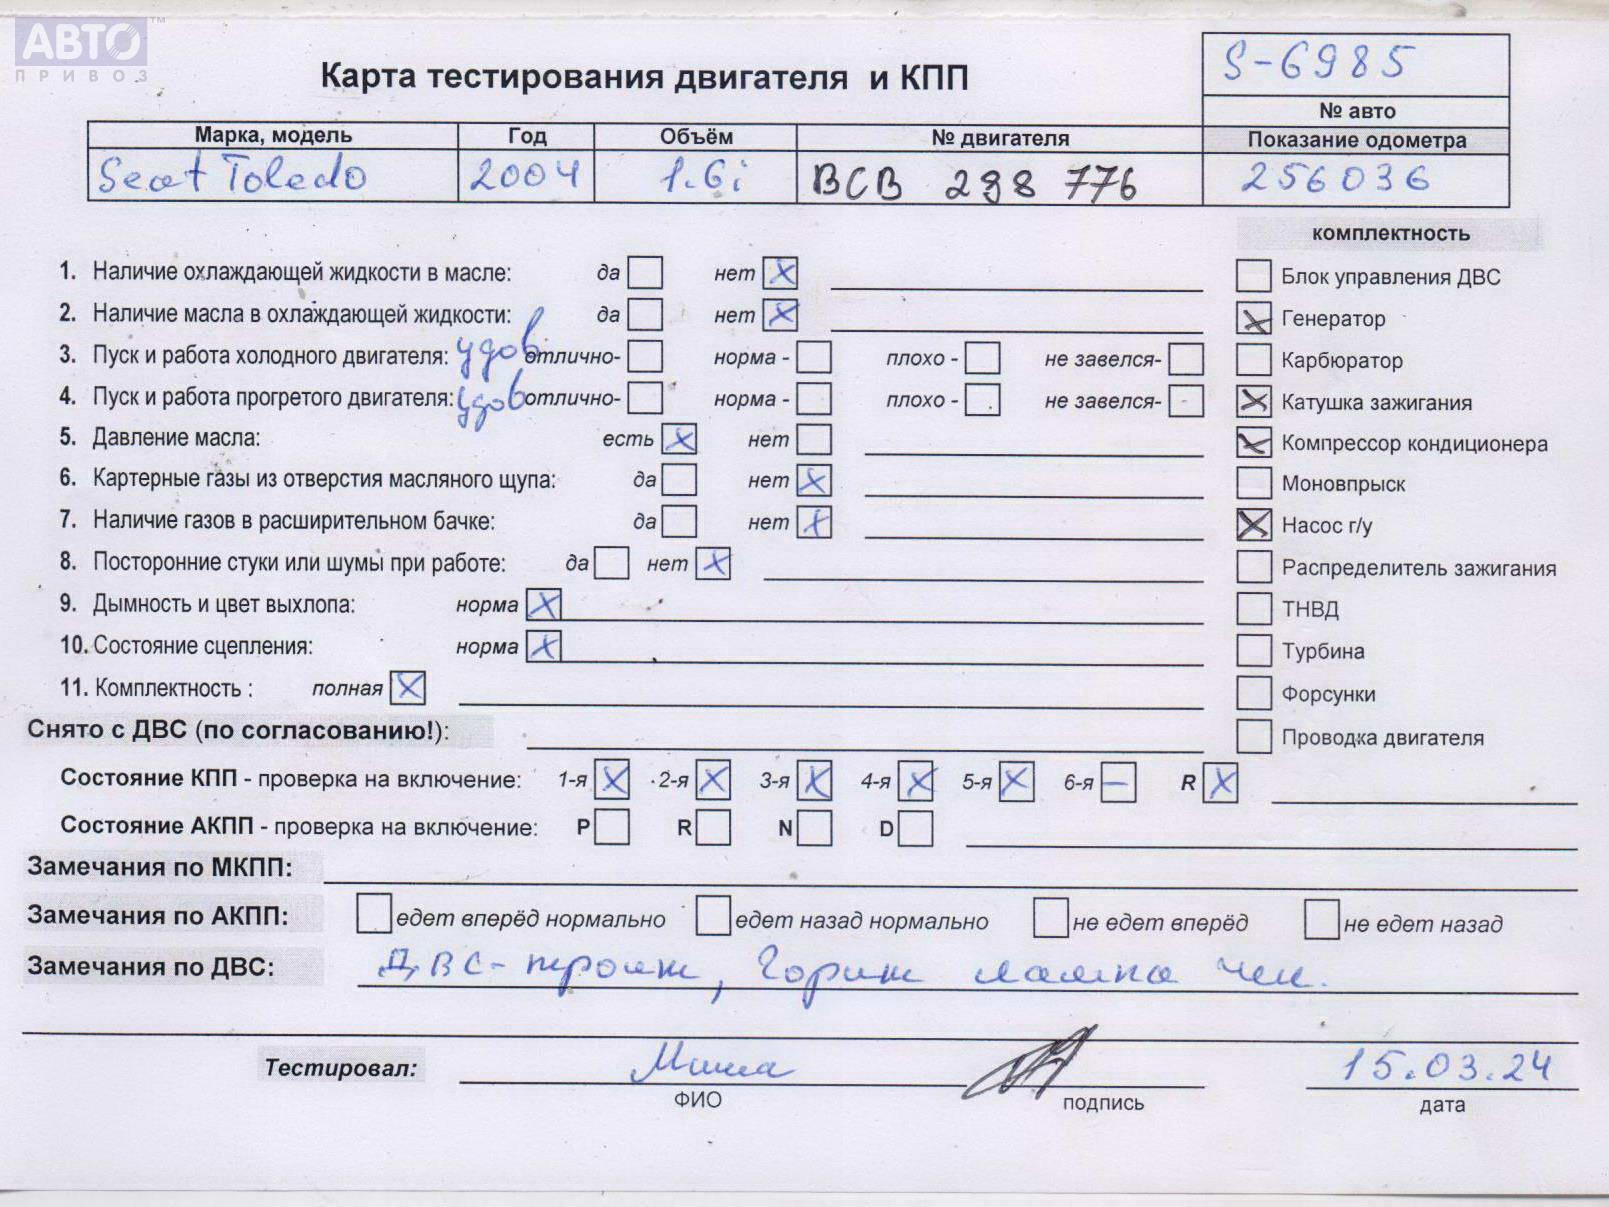 АВТО™
ПРИВОЗ
Карта тестирования двигателя и КПП
S-6985
№ авто
Марка, модель Год Объём № двигателя Показание одометра
Seat Toledo 2004 1.6i BCB 298 776 256036
комплектность
1. Наличие охлаждающей жидкости в масле: да нет X
Блок управления ДВС
2. Наличие масла в охлаждающей жидкости: да нет X
X Генератор
3. Пуск и работа холодного двигателя: удов отлично- норма - плохо - не завелся-
Карбюратор
4. Пуск и работа прогретого двигателя: удов отлично- норма - плохо - не завелся-
X Катушка зажигания
5. Давление масла: есть X нет
X Компрессор кондиционера
6. Картерные газы из отверстия масляного щупа: да нет X
Моновпрыск
7. Наличие газов в расширительном бачке: да нет X
X Насос г/у
8. Посторонние стуки или шумы при работе: да нет X
Распределитель зажигания
9. Дымность и цвет выхлопа: норма X
ТНВД
10. Состояние сцепления: норма X
Турбина
11. Комплектность : полная X
Форсунки
Снято с ДВС (по согласованию!):
Проводка двигателя
Состояние КПП - проверка на включение: 1-я X 2-я X 3-я X 4-я X 5-я X 6-я — R X
Состояние АКПП - проверка на включение: P R N D
Замечания по МКПП:
Замечания по АКПП: едет вперёд нормально едет назад нормально не едет вперёд не едет назад
Замечания по ДВС: ДВС-троит, Горит лампа чек.
Тестировал: Миша 15.03.24
ФИО подпись дата